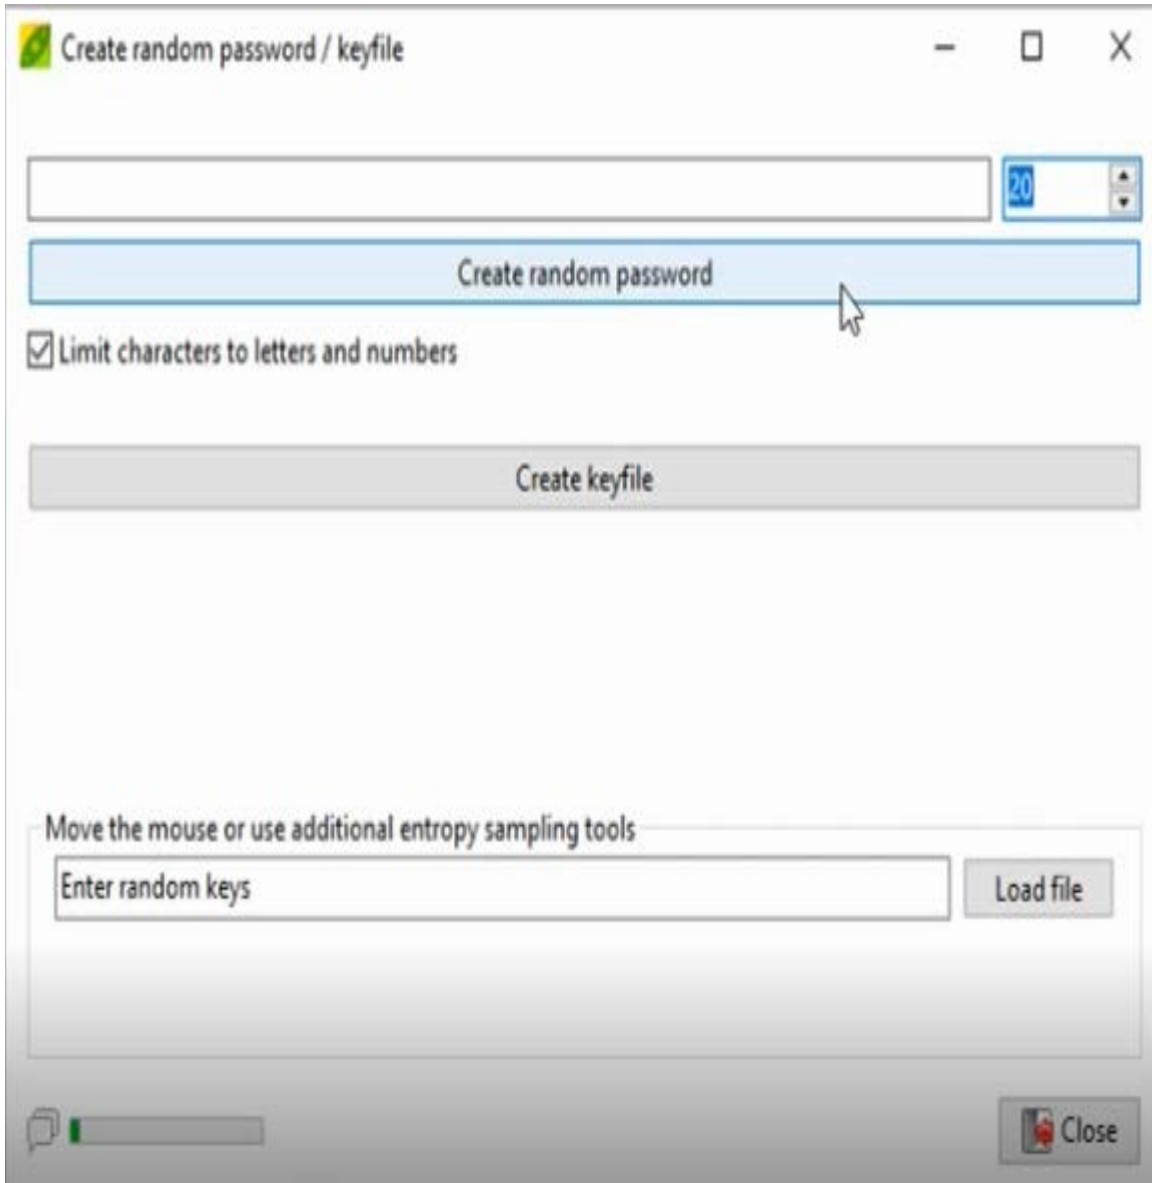 Create random password / keyfile
20
Create random password
Limit characters to letters and numbers
Create keyfile
Move the mouse or use additional entropy sampling tools
Enter random keys
Load file
Close